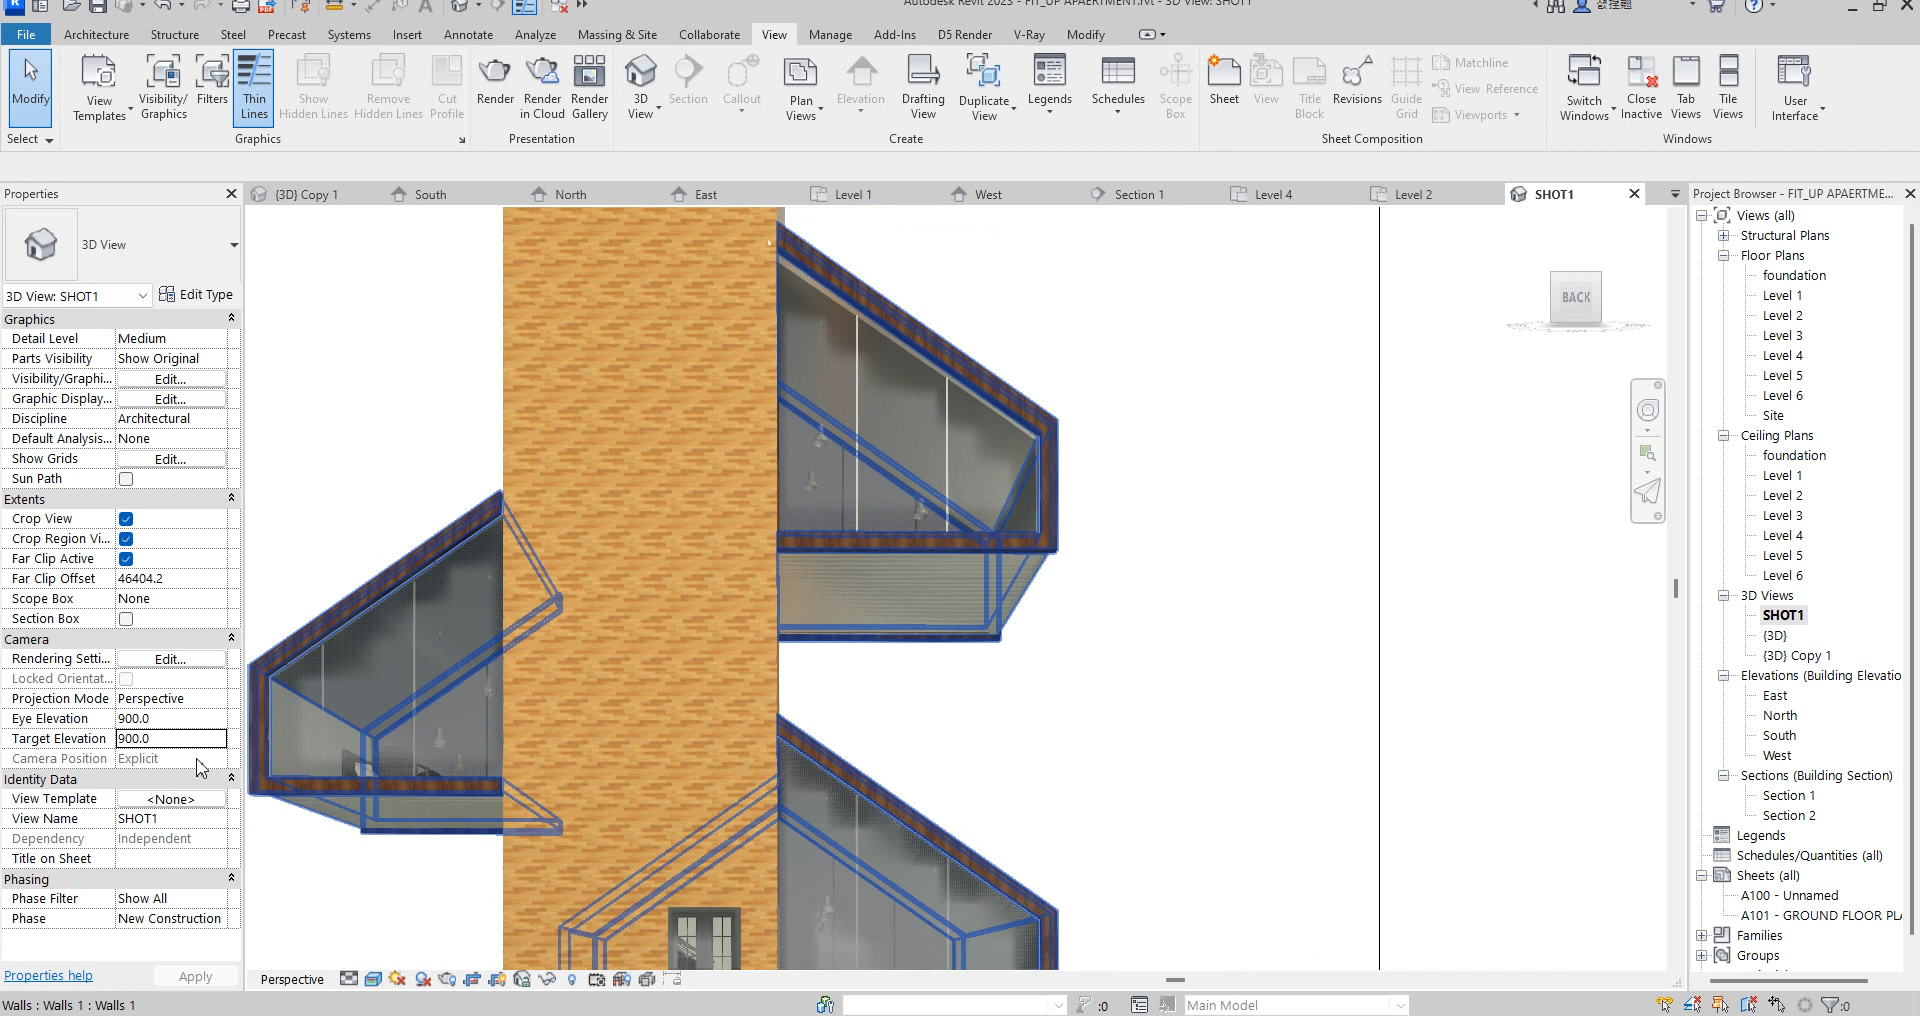 Autodesk Revit 2023 - FIT_UP APAERTMENT.rvt - 3D View: SHOT1
File Architecture Structure Steel Precast Systems Insert Annotate Analyze Massing & Site Collaborate View Manage Add-Ins D5 Render V-Ray Modify
Modify
View Templates
Visibility/ Graphics
Filters
Thin Lines
Show Hidden Lines
Remove Hidden Lines
Cut Profile
Render
Render in Cloud
Render Gallery
3D View
Section
Callout
Plan Views
Elevation
Drafting View
Duplicate View
Legends
Schedules
Scope Box
Sheet
View
Title Block
Revisions
Guide Grid
Matchline
View Reference
Viewports
Switch Windows
Close Inactive
Tab Views
Tile Views
User Interface
Select Graphics Presentation Create Sheet Composition Windows
Properties
{3D} Copy 1 South North East Level 1 West Section 1 Level 4 Level 2 SHOT1
3D View
3D View: SHOT1 Edit Type
Graphics
Detail Level Medium
Parts Visibility Show Original
Visibility/Graphi... Edit...
Graphic Display... Edit...
Discipline Architectural
Default Analysis... None
Show Grids Edit...
Sun Path
Extents
Crop View
Crop Region Vi...
Far Clip Active
Far Clip Offset 46404.2
Scope Box None
Section Box
Camera
Rendering Setti... Edit...
Locked Orientat...
Projection Mode Perspective
Eye Elevation 900.0
Target Elevation 900.0
Camera Position Explicit
Identity Data
View Template <None>
View Name SHOT1
Dependency Independent
Title on Sheet
Phasing
Phase Filter Show All
Phase New Construction
Properties help Apply
BACK
Perspective
Project Browser - FIT_UP APAERTME...
Views (all)
Structural Plans
Floor Plans
foundation
Level 1
Level 2
Level 3
Level 4
Level 5
Level 6
Site
Ceiling Plans
foundation
Level 1
Level 2
Level 3
Level 4
Level 5
Level 6
3D Views
SHOT1
{3D}
{3D} Copy 1
Elevations (Building Elevatio
East
North
South
West
Sections (Building Section)
Section 1
Section 2
Legends
Schedules/Quantities (all)
Sheets (all)
A100 - Unnamed
A101 - GROUND FLOOR PL
Families
Groups
Walls : Walls 1 : Walls 1
:0
Main Model
:0